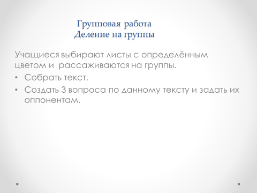 Групповая работа
Деление на группы
Учащиеся выбирают листы с определённым
цветом и рассаживаются на группы.
• Собрать текст.
• Создать 3 вопроса по данному тексту и задать их
оппонентам.